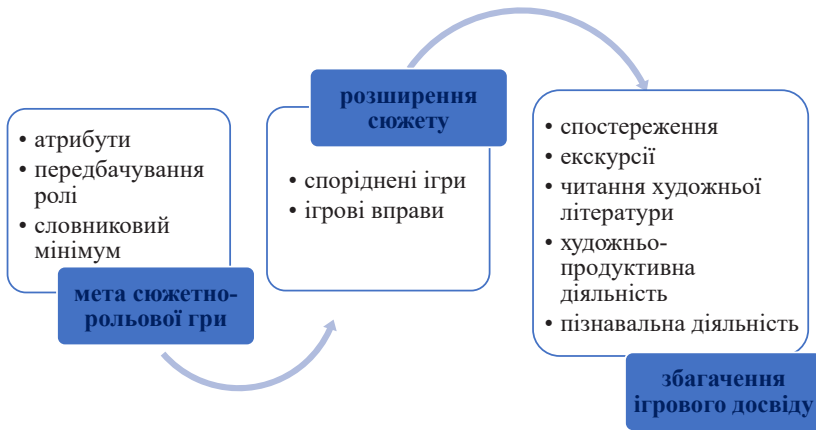 • атрибути
• передбачування
ролі
• словниковий
мінімум
мета сюжетно-
рольової гри
розширення
сюжету
• споріднені ігри
• ігрові вправи
• спостереження
• екскурсії
• читання художньої
літератури
• художньо-
продуктивна
діяльність
• пізнавальна діяльність
збагачення
ігрового досвіду